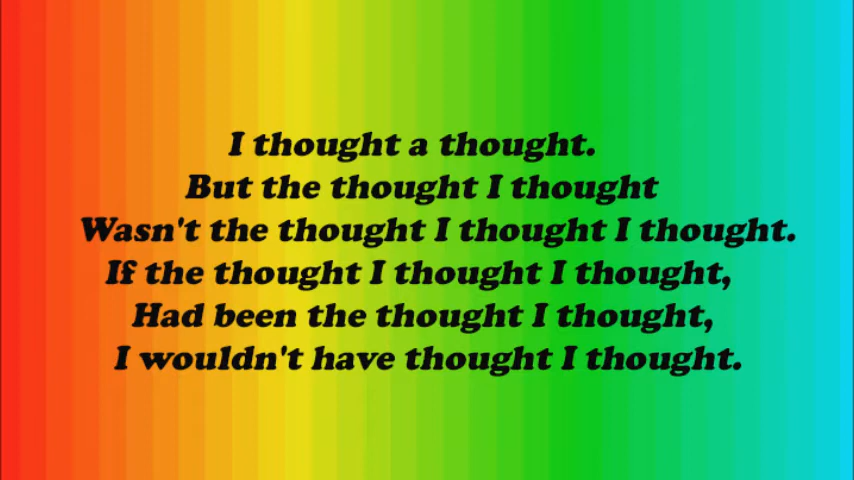 I thought a thought.
But the thought I thought
Wasn't the thought I thought I thought.
If the thought I thought I thought,
Had been the thought I thought,
I wouldn't have thought I thought.